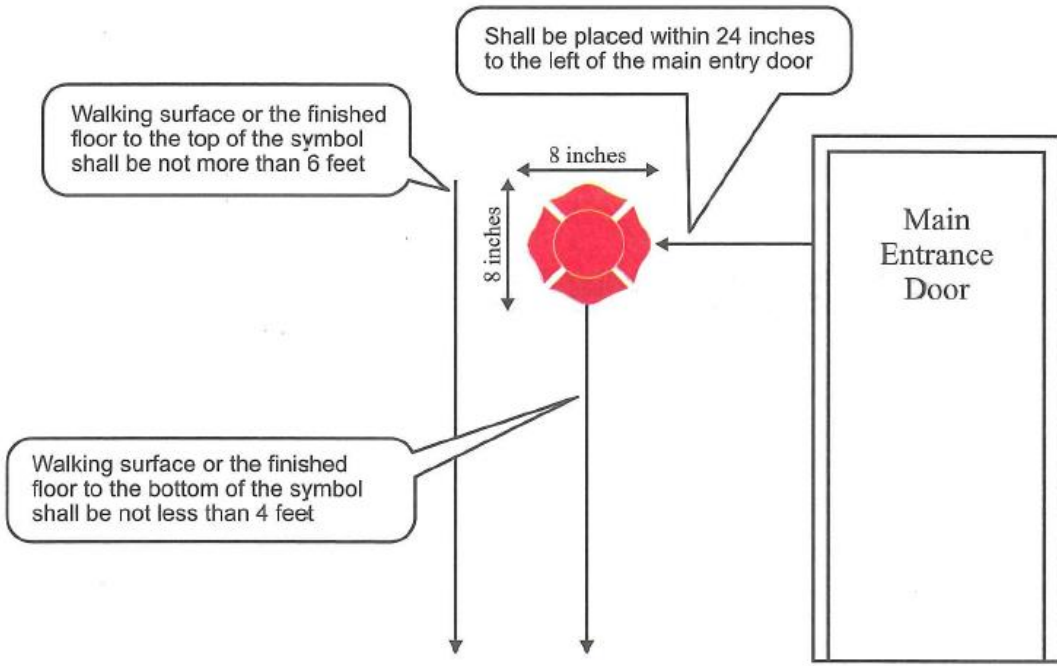 Shall be placed within 24 inches
to the left of the main entry door
Walking surface or the finished
floor to the top of the symbol
shall be not more than 6 feet
8 inches
8 inches
Main
Entrance
Door
Walking surface or the finished
floor to the bottom of the symbol
shall be not less than 4 feet